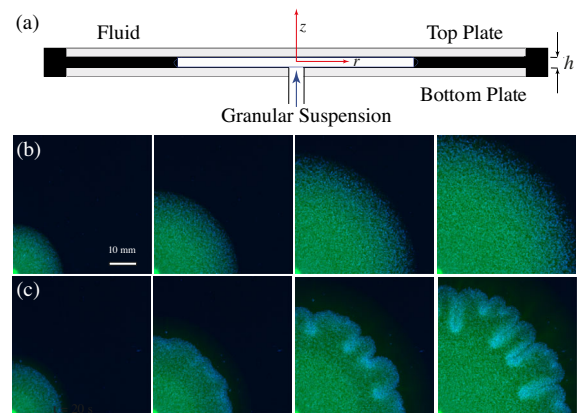 (a)
Fluid
z
Top Plate
r
h
Bottom Plate
Granular Suspension
(b)
10 mm
(c)